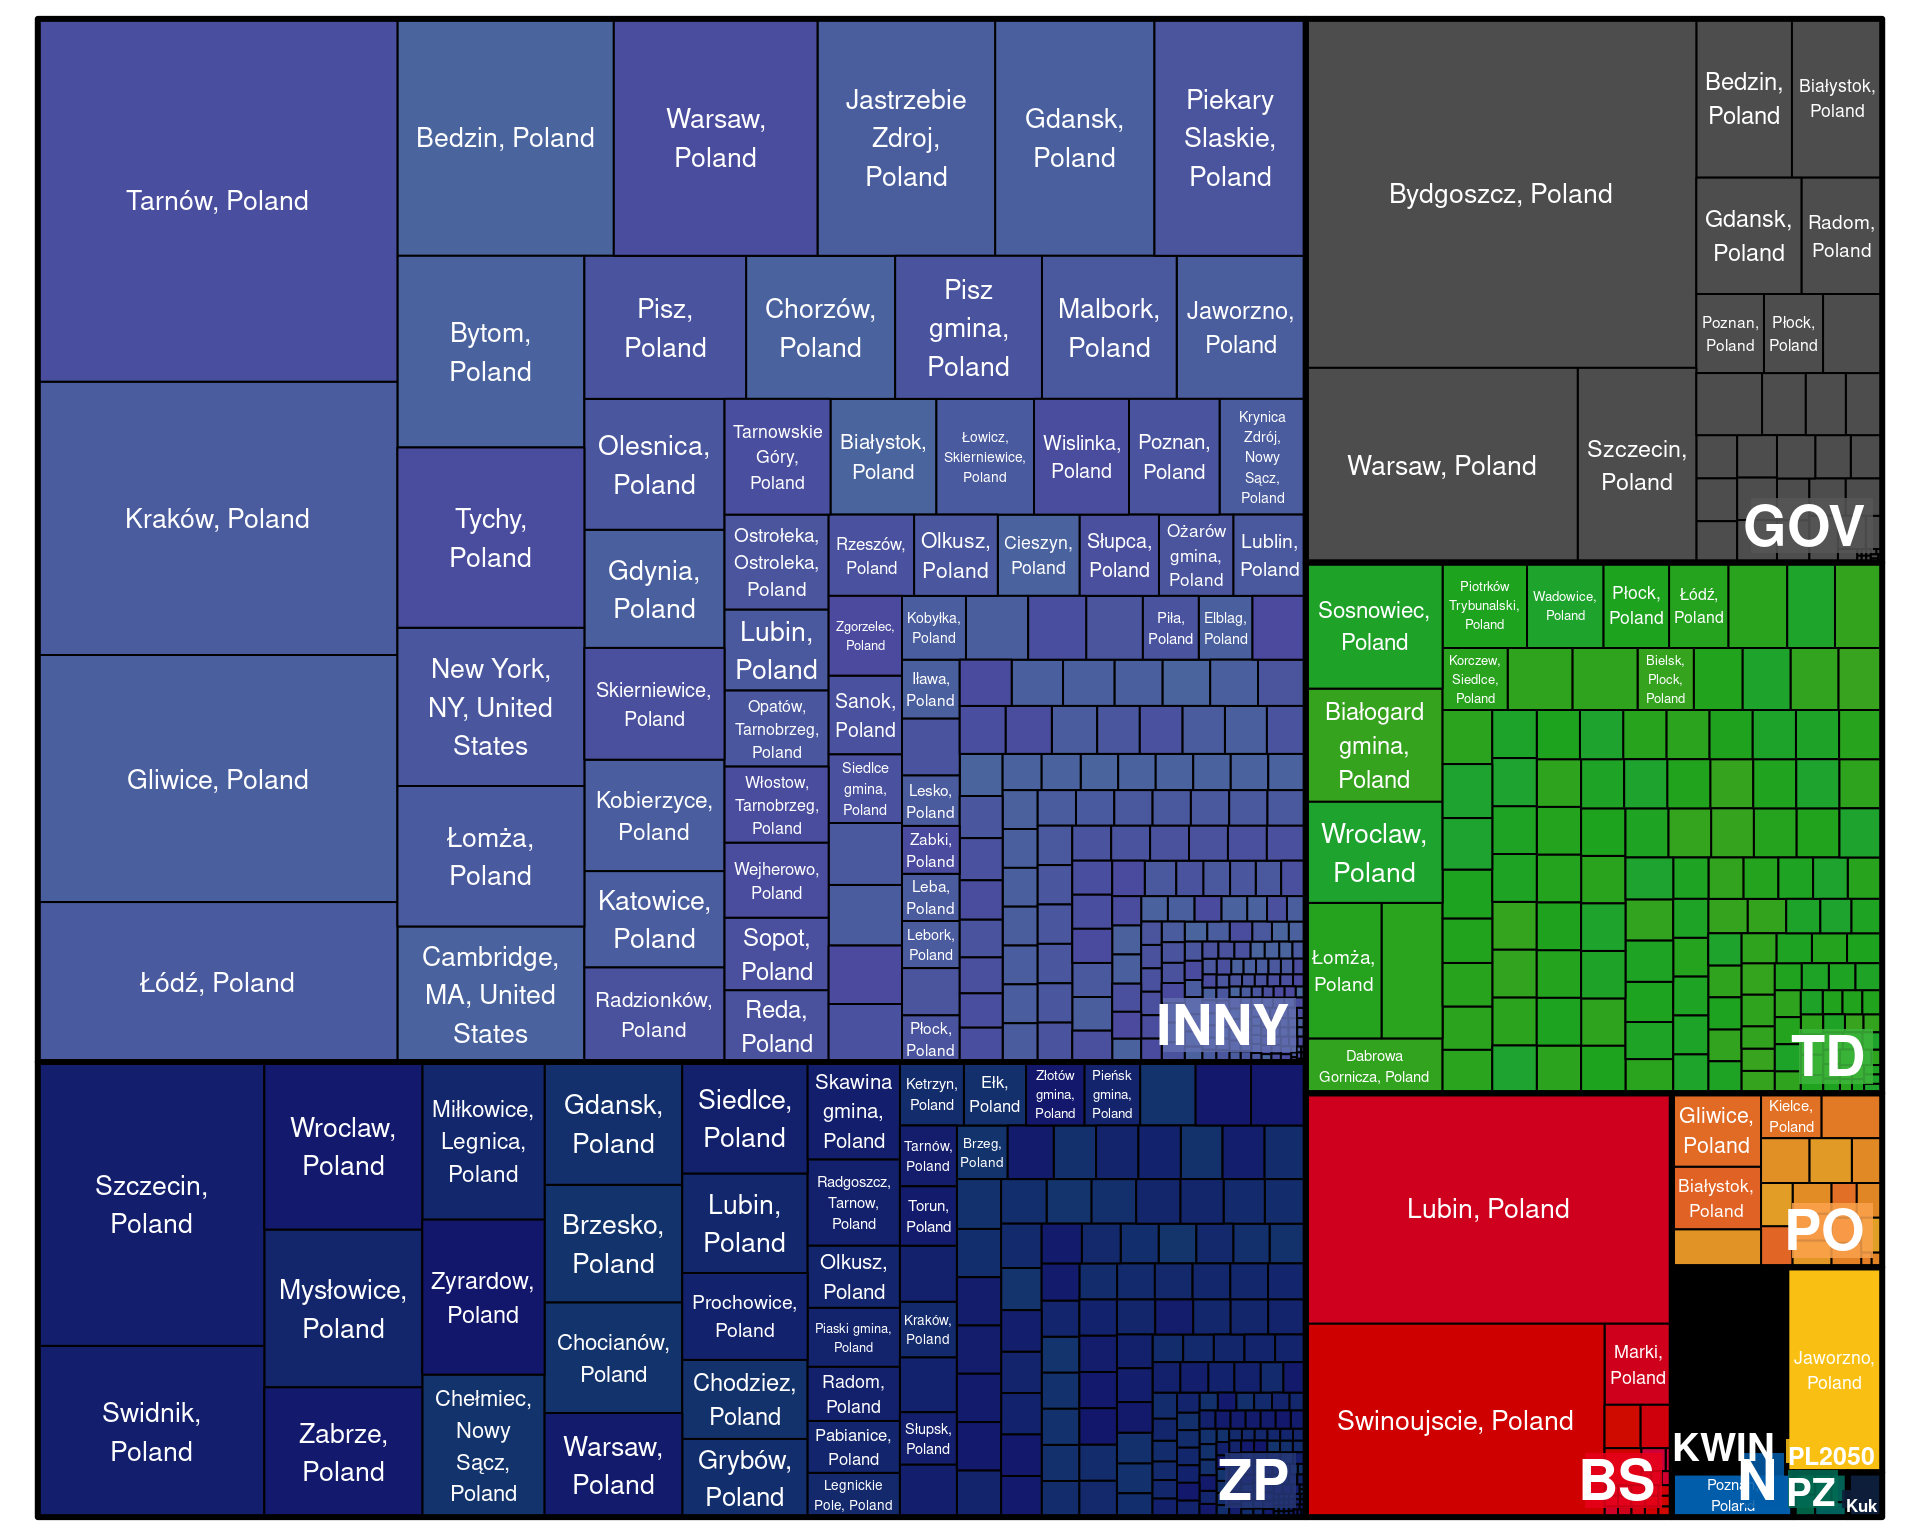 Tarnów, Poland
Kraków, Poland
Gliwice, Poland
Łódź, Poland
Bedzin, Poland
Warsaw,
Poland
Jastrzebie
Zdroj,
Poland
Gdansk,
Poland
Piekary
Slaskie,
Poland
Bytom,
Poland
Pisz,
Poland
Chorzów,
Poland
Pisz
gmina,
Poland
Malbork,
Poland
Jaworzno,
Poland
Tychy,
Poland
New York,
NY, United
States
Łomża,
Poland
Cambridge,
MA, United
States
Olesnica,
Poland
Gdynia,
Poland
Skierniewice,
Poland
Kobierzyce,
Poland
Katowice,
Poland
Radzionków,
Poland
Tarnowskie
Góry,
Poland
Białystok,
Poland
Łowicz,
Skierniewice,
Poland
Wislinka,
Poland
Poznan,
Poland
Krynica
Zdrój,
Nowy
Sącz,
Poland
Ostrołeka,
Ostroleka,
Poland
Lubin,
Poland
Opatów,
Tarnobrzeg,
Poland
Włostow,
Tarnobrzeg,
Poland
Wejherowo,
Poland
Sopot,
Poland
Reda,
Poland
Rzeszów,
Poland
Olkusz,
Poland
Cieszyn,
Poland
Słupca,
Poland
Ożarów
gmina,
Poland
Lublin,
Poland
Zgorzelec,
Poland
Sanok,
Poland
Siedlce
gmina,
Poland
Kobyłka,
Poland
Piła,
Poland
Elblag,
Poland
Iława,
Poland
Lesko,
Poland
Zabki,
Poland
Leba,
Poland
Lebork,
Poland
Płock,
Poland
INNY
Bydgoszcz, Poland
Warsaw, Poland
Szczecin,
Poland
Bedzin,
Poland
Białystok,
Poland
Gdansk,
Poland
Radom,
Poland
Poznan,
Poland
Płock,
Poland
GOV
Sosnowiec,
Poland
Białogard
gmina,
Poland
Wroclaw,
Poland
Łomża,
Poland
Dabrowa
Gornicza, Poland
Piotrków
Trybunalski,
Poland
Wadowice,
Poland
Płock,
Poland
Łódź,
Poland
Korczew,
Siedlce,
Poland
Bielsk,
Plock,
Poland
TD
Szczecin,
Poland
Swidnik,
Poland
Wroclaw,
Poland
Mysłowice,
Poland
Zabrze,
Poland
Miłkowice,
Legnica,
Poland
Zyrardow,
Poland
Chełmiec,
Nowy
Sącz,
Poland
Gdansk,
Poland
Brzesko,
Poland
Chocianów,
Poland
Warsaw,
Poland
Siedlce,
Poland
Lubin,
Poland
Prochowice,
Poland
Chodziez,
Poland
Grybów,
Poland
Skawina
gmina,
Poland
Radgoszcz,
Tarnow,
Poland
Olkusz,
Poland
Piaski gmina,
Poland
Radom,
Poland
Pabianice,
Poland
Legnickie
Pole, Poland
Ketrzyn,
Poland
Ełk,
Poland
Złotów
gmina,
Poland
Pieńsk
gmina,
Poland
Tarnów,
Poland
Brzeg,
Poland
Torun,
Poland
Kraków,
Poland
Słupsk,
Poland
ZP
Lubin, Poland
Swinoujscie, Poland
Marki,
Poland
BS
Gliwice,
Poland
Kielce,
Poland
Białystok,
Poland
PO
KWIN
Jaworzno,
Poland
PL2050
Poland
N
PZ
Kuk